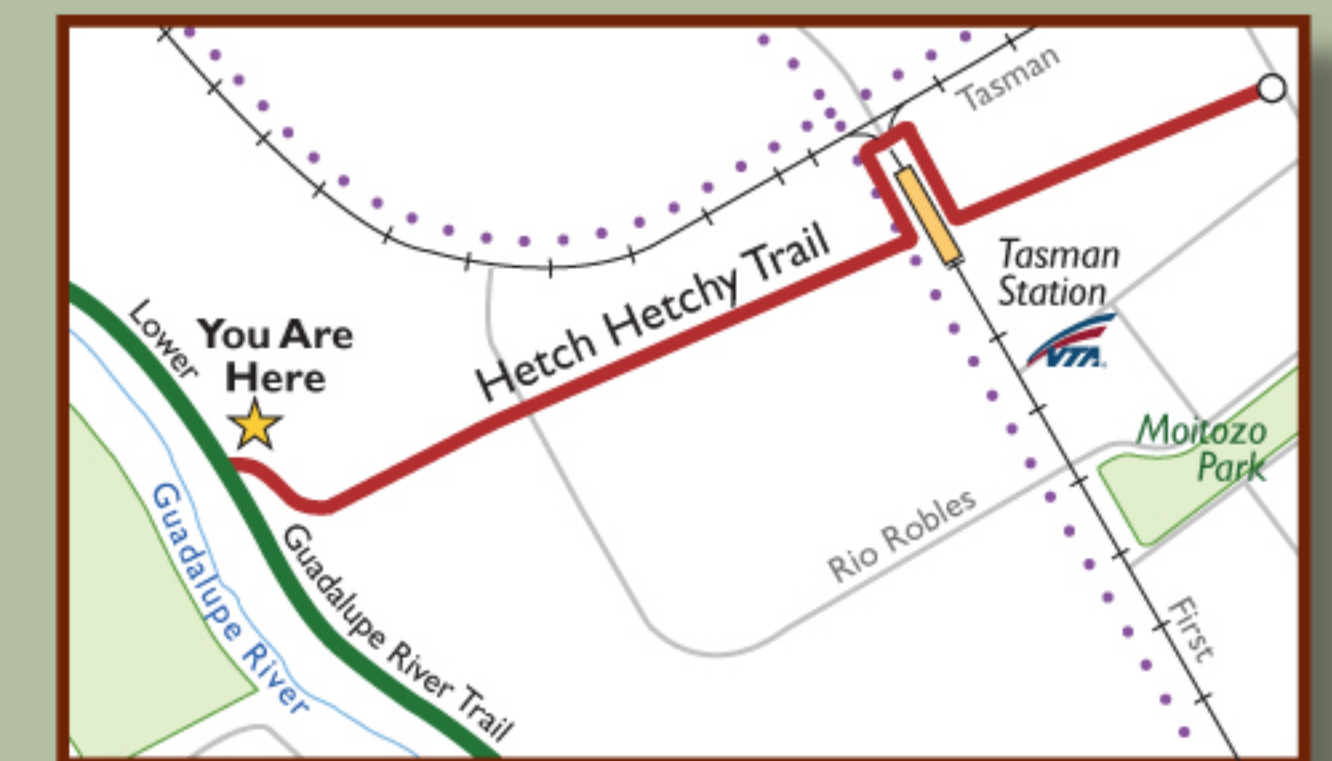 Tasman
Hetch Hetchy Trail
Tasman
Station
VTA
Lower
You Are
Here
Moitozo
Park
Rio Robles
Guadalupe River
Guadalupe River Trail
First